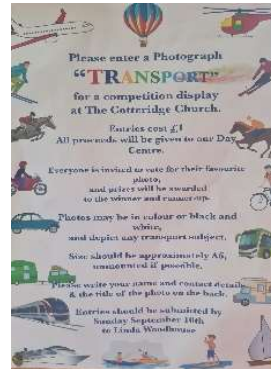 Please enter a Photograph
“TRANSPORT”
for a competition display
at The Cotteridge Church.
Entries cost £1
All proceeds will be given to our Day
Centre.
Everyone is invited to vote for their favourite
photo,
and prizes will be awarded
to the winner and runner-up.
Photos may be in colour or black and
white,
and depict any transport subject.
Size should be approximately A5,
unmounted if possible.
Please write your name and contact details
& the title of the photo on the back.
Entries should be submitted by
Sunday September 10th
to Linda Woodhouse